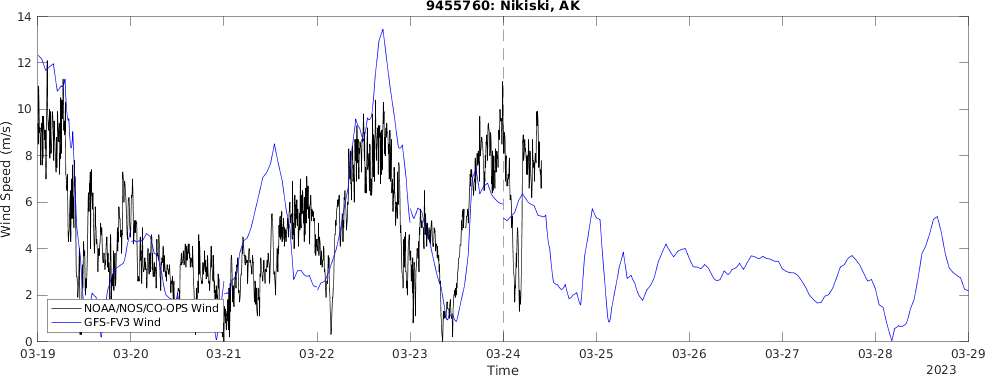 9455760: Nikiski, AK
Wind Speed (m/s)
14
12
10
8
6
4
2
0
NOAA/NOS/CO-OPS Wind
GFS-FV3 Wind
03-19 03-20 03-21 03-22 03-23 03-24 03-25 03-26 03-27 03-28 03-29
Time
2023